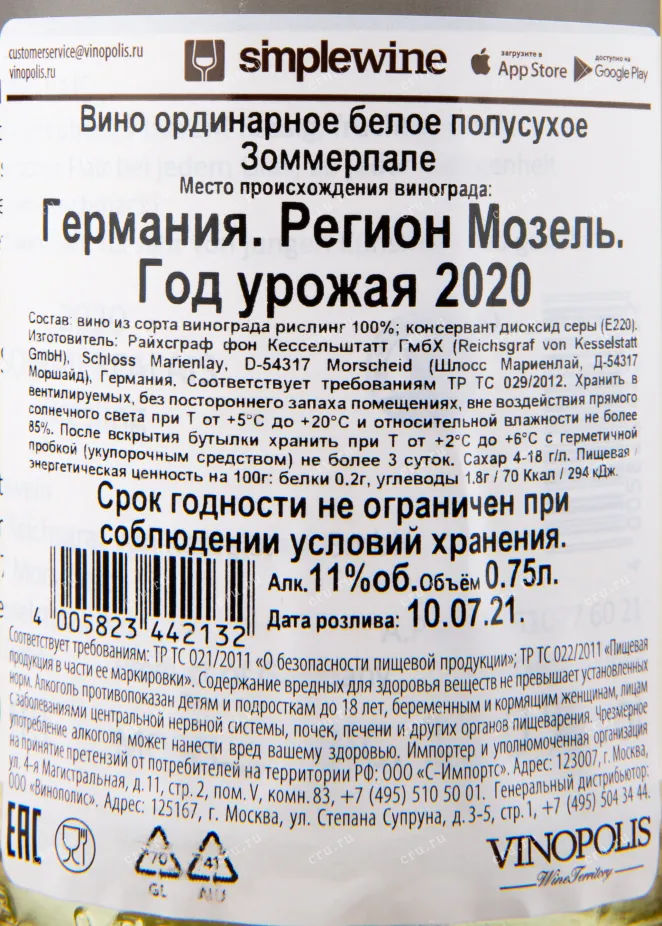 customerservice@vinopolis.ru
vinopolis.ru
simplewine
загрузите в
App Store
доступно на
Google Play
Вино ординарное белое полусухое
Зоммерпале
Место происхождения винограда:
Германия. Регион Мозель.
Год урожая 2020
Состав: вино из сорта винограда рислинг 100%; консервант диоксид серы (Е220).
Изготовитель: Райхсграф фон Кессельштатт ГмбХ (Reichsgraf von Kesselstatt
GmbH), Schloss Marienlay, D-54317 Morscheid (Шлосс Мариенлай, Д-54317
Моршайд), Германия. Соответствует требованиям ТР ТС 029/2012. Хранить в
вентилируемых, без постороннего запаха помещениях, вне воздействия прямого
солнечного света при Т от +5°С до +20°С и относительной влажности не более
85%. После вскрытия бутылки хранить при Т от +2°С до +6°С с герметичной
пробкой (укупорочным средством) не более 3 суток. Сахар 4-18 г/л. Пищевая
энергетическая ценность на 100г: белки 0.2г, углеводы 1.8г / 70 Ккал / 294 кДж.
Срок годности не ограничен при
соблюдении условий хранения.
Алк.11%об.Объём 0.75л.
Дата розлива: 10.07.21.
4 005823 442132
Соответствует требованиям: ТР ТС 021/2011 «О безопасности пищевой продукции»; ТР ТС 022/2011 «Пищевая
продукция в части ее маркировки». Содержание вредных для здоровья веществ не превышает установленных
норм. Алкоголь противопоказан детям и подросткам до 18 лет, беременным и кормящим женщинам, лицам
с заболеваниями центральной нервной системы, почек, печени и других органов пищеварения. Чрезмерное
употребление алкоголя может нанести вред вашему здоровью. Импортер и уполномоченная организация
на принятие претензий от потребителей на территории РФ: ООО «С-Импортс». Адрес: 123007, г. Москва,
ул. 4-я Магистральная, д.11, стр. 2, пом. V, комн. 83, +7 (495) 510 50 01. Генеральный дистрибьютор:
ООО «Винополис». Адрес: 125167, г. Москва, ул. Степана Супруна, д. 3-5, стр.1, +7 (495) 504 34 44.
EAC
70
GL
41
ALU
VINOPOLIS
Wine Territory
cru.ru